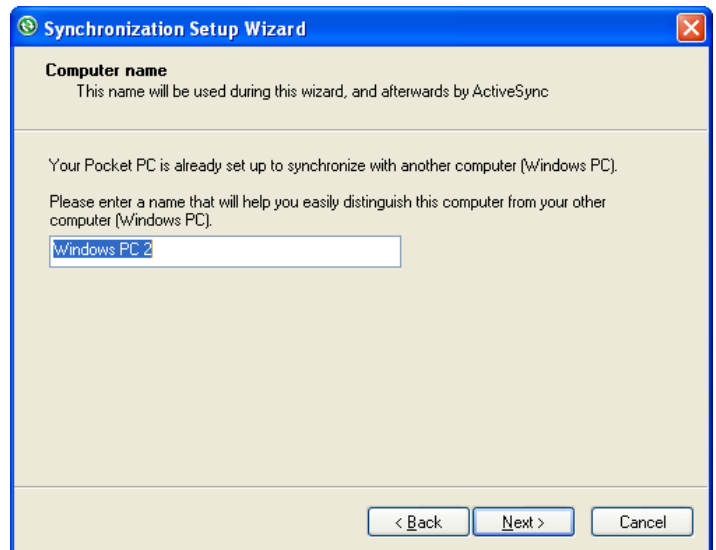 Synchronization Setup Wizard
Computer name
This name will be used during this wizard, and afterwards by ActiveSync
Your Pocket PC is already set up to synchronize with another computer (Windows PC).
Please enter a name that will help you easily distinguish this computer from your other
computer (Windows PC).
Windows PC 2
< Back Next > Cancel